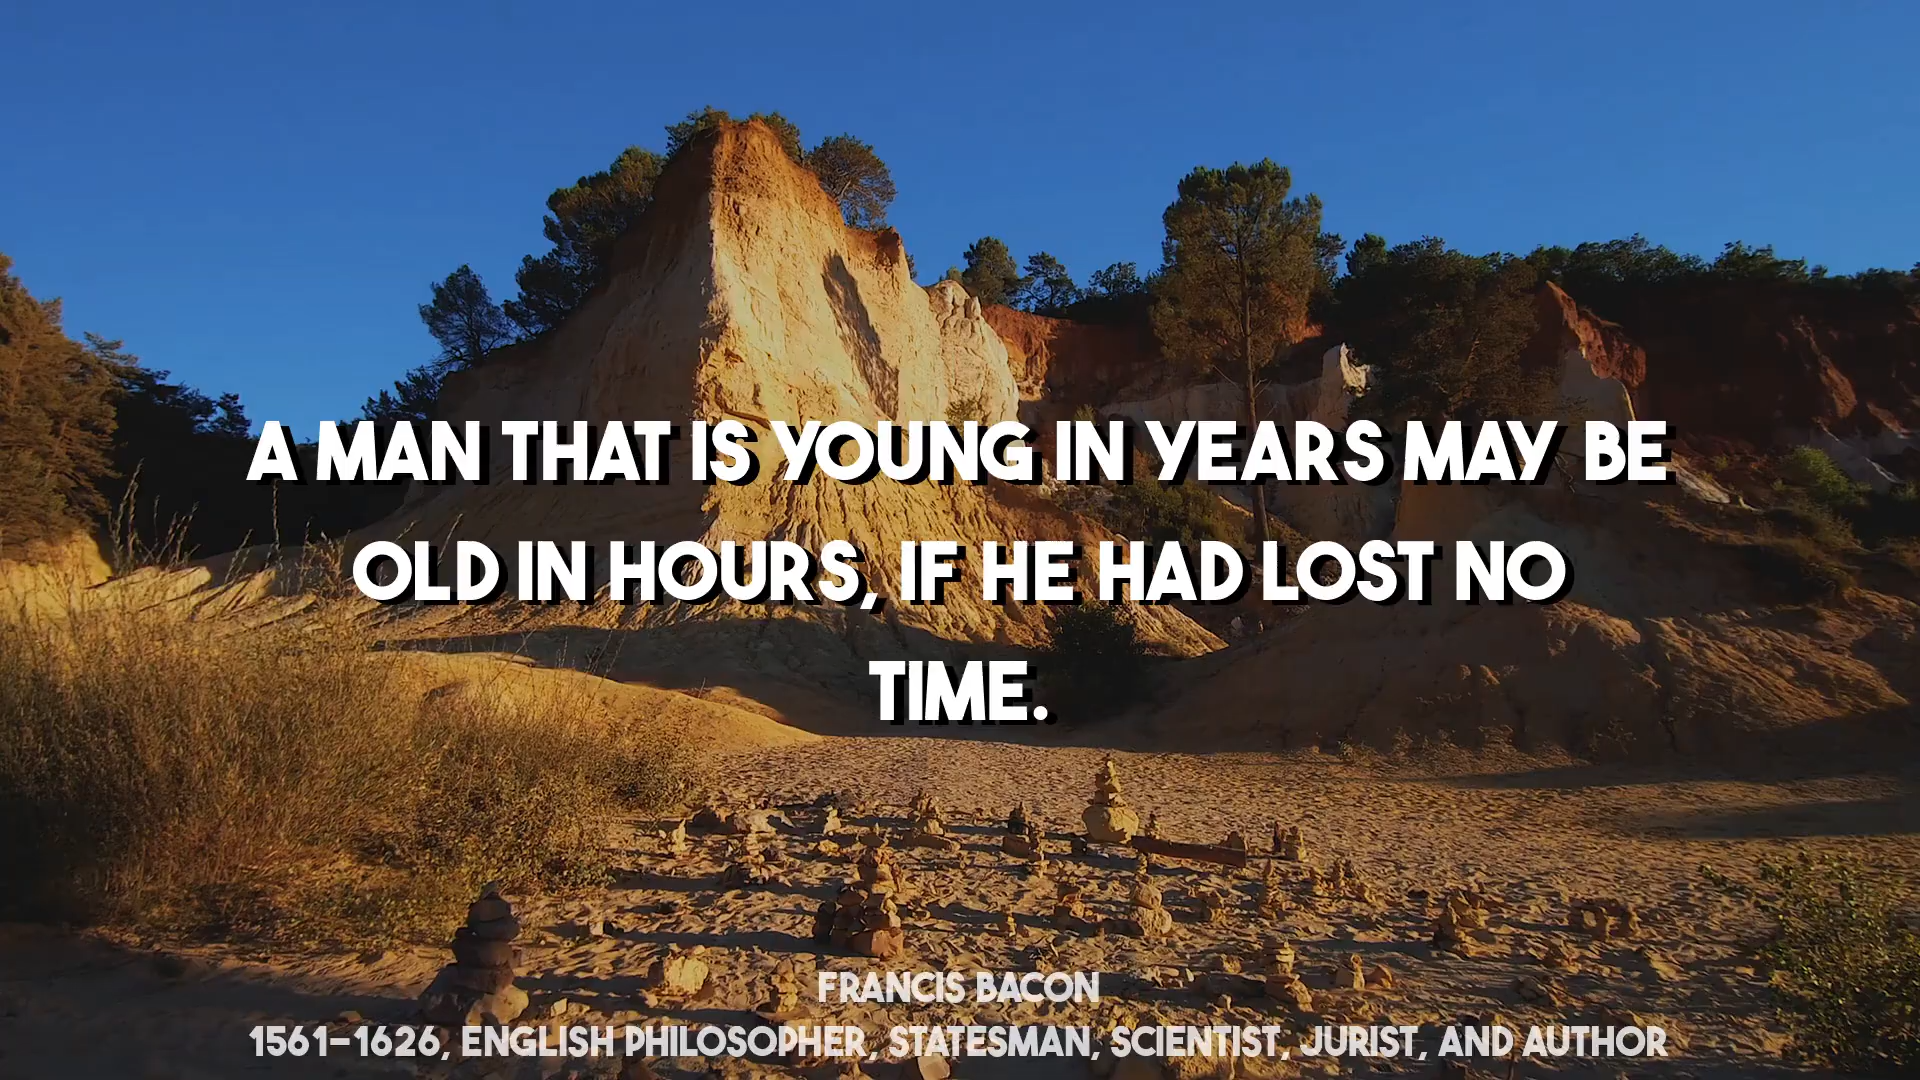 A MAN THAT IS YOUNG IN YEARS MAY BE
OLD IN HOURS, IF HE HAD LOST NO
TIME.
FRANCIS BACON
1561-1626, ENGLISH PHILOSOPHER, STATESMAN, SCIENTIST, JURIST, AND AUTHOR